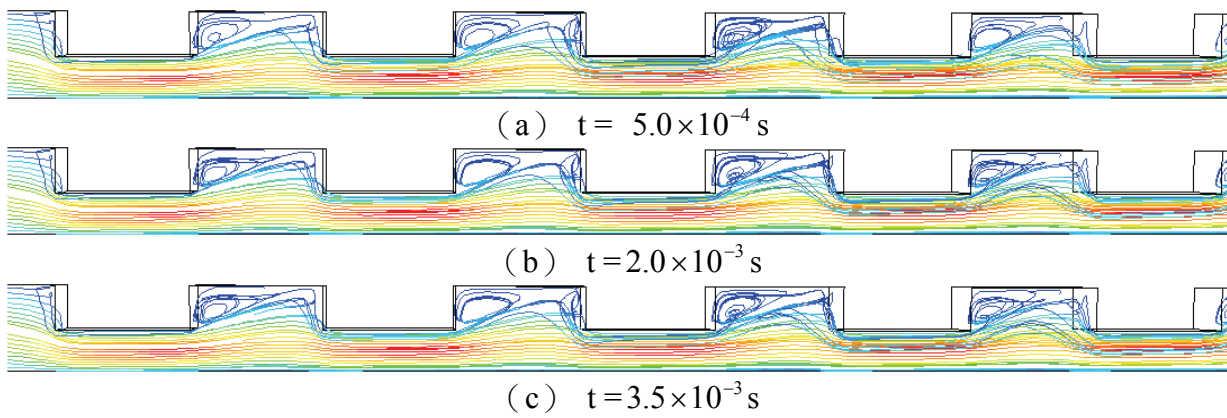 （a） t = 5.0×10⁻⁴ s
（b） t = 2.0×10⁻³ s
（c） t = 3.5×10⁻³ s